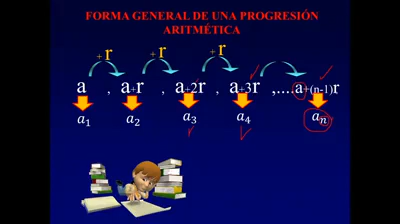 FORMA GENERAL DE UNA PROGRESIÓN
ARITMÉTICA
+r +r +r
a , a+r , a+2r , a+3r ,....a+(n-1)r
a₁ a₂ a₃ a₄ aₙ